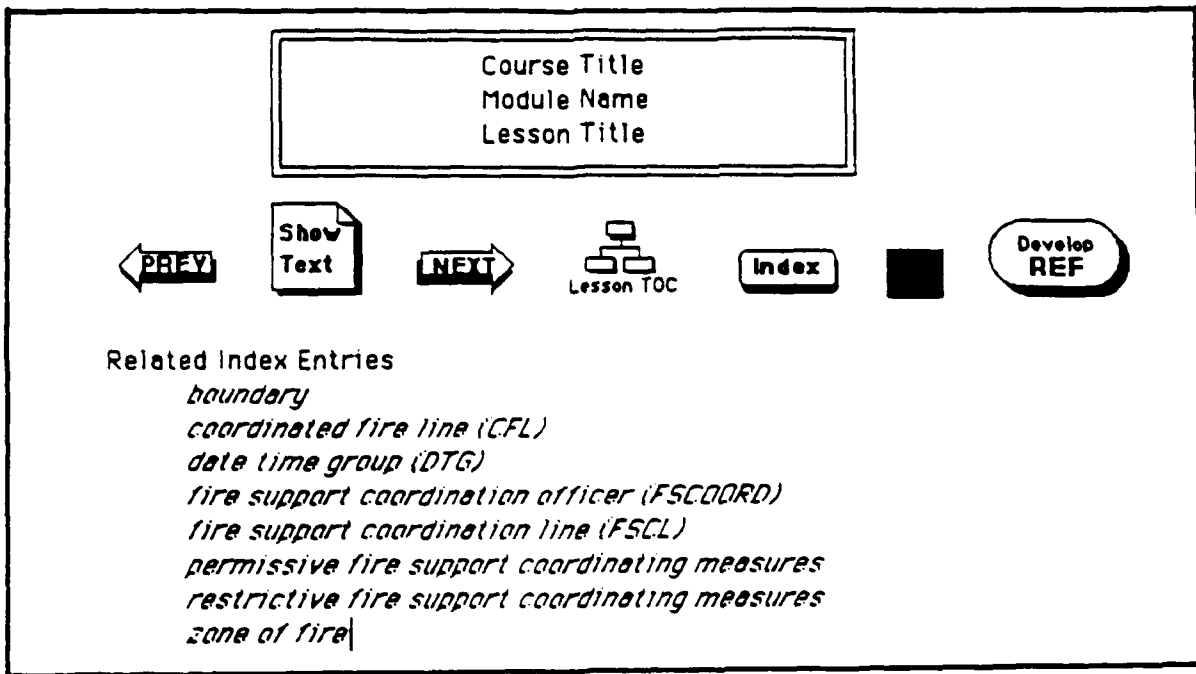 Course Title
Module Name
Lesson Title
PREV
Show
Text
NEXT
Lesson TOC
Index
Develop
REF
Related Index Entries
boundary
coordinated fire line (CFL)
date time group (DTG)
fire support coordination officer (FSCOORD)
fire support coordination line (FSCL)
permissive fire support coordinating measures
restrictive fire support coordinating measures
zone of fire